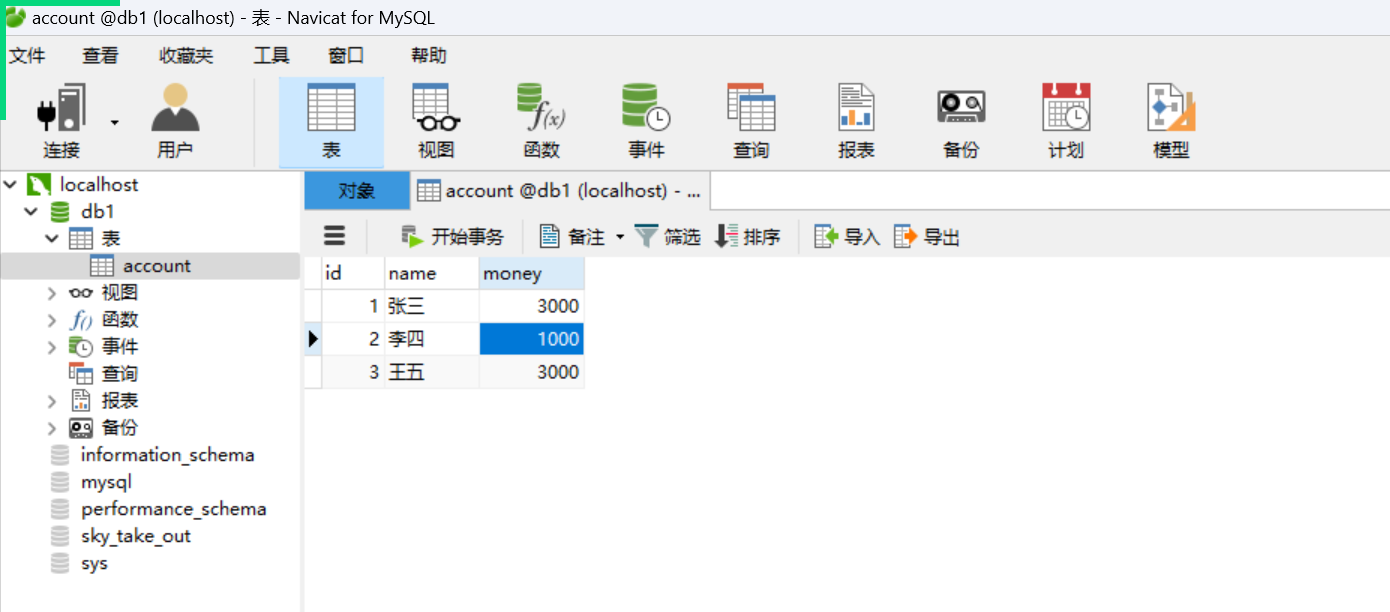 account @db1 (localhost) - 表 - Navicat for MySQL
文件 查看 收藏夹 工具 窗口 帮助
连接 用户 表 视图 函数 事件 查询 报表 备份 计划 模型
localhost
db1
表
account
视图
函数
事件
查询
报表
备份
information_schema
mysql
performance_schema
sky_take_out
sys
对象 account @db1 (localhost) - ...
开始事务 备注 筛选 排序 导入 导出
id name money
1 张三 3000
2 李四 1000
3 王五 3000